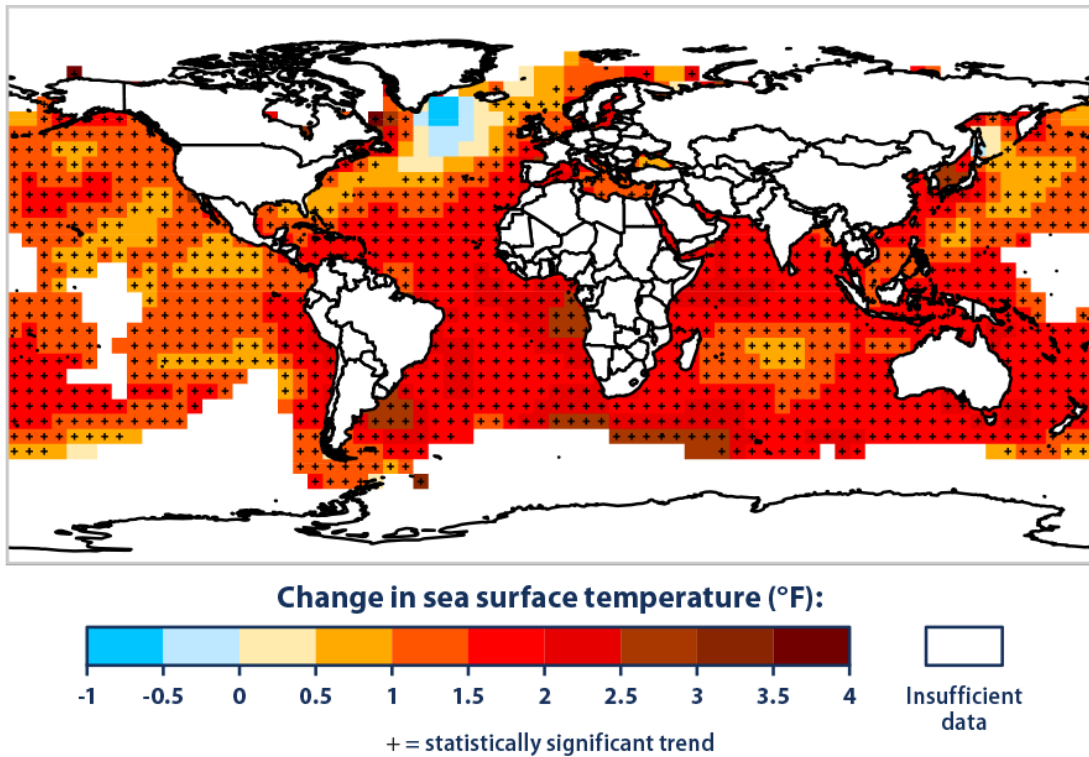 Change in sea surface temperature (°F):
-1 -0.5 0 0.5 1 1.5 2 2.5 3 3.5 4
Insufficient
data
+ = statistically significant trend